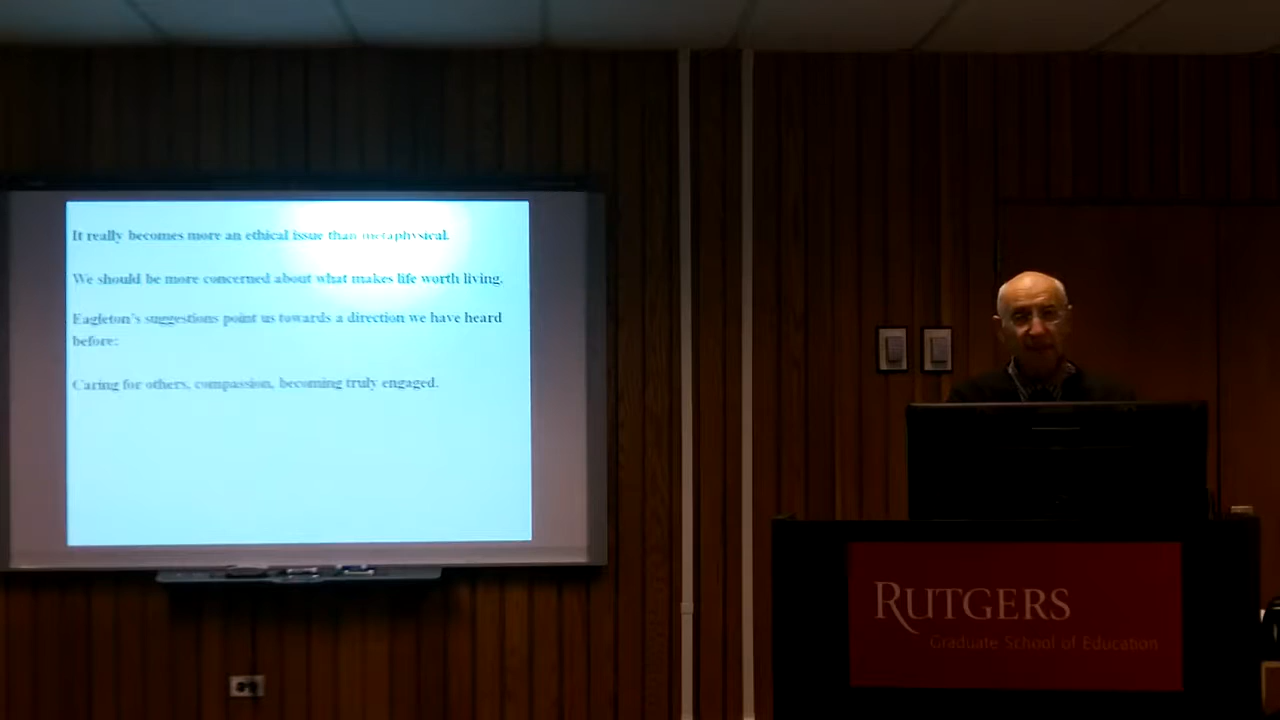 It really becomes more an ethical issue than metaphysical.
We should be more concerned about what makes life worth living.
Eagleton's suggestions point us towards a direction we have heard
before:
Caring for others, compassion, becoming truly engaged.
RUTGERS
Graduate School of Education